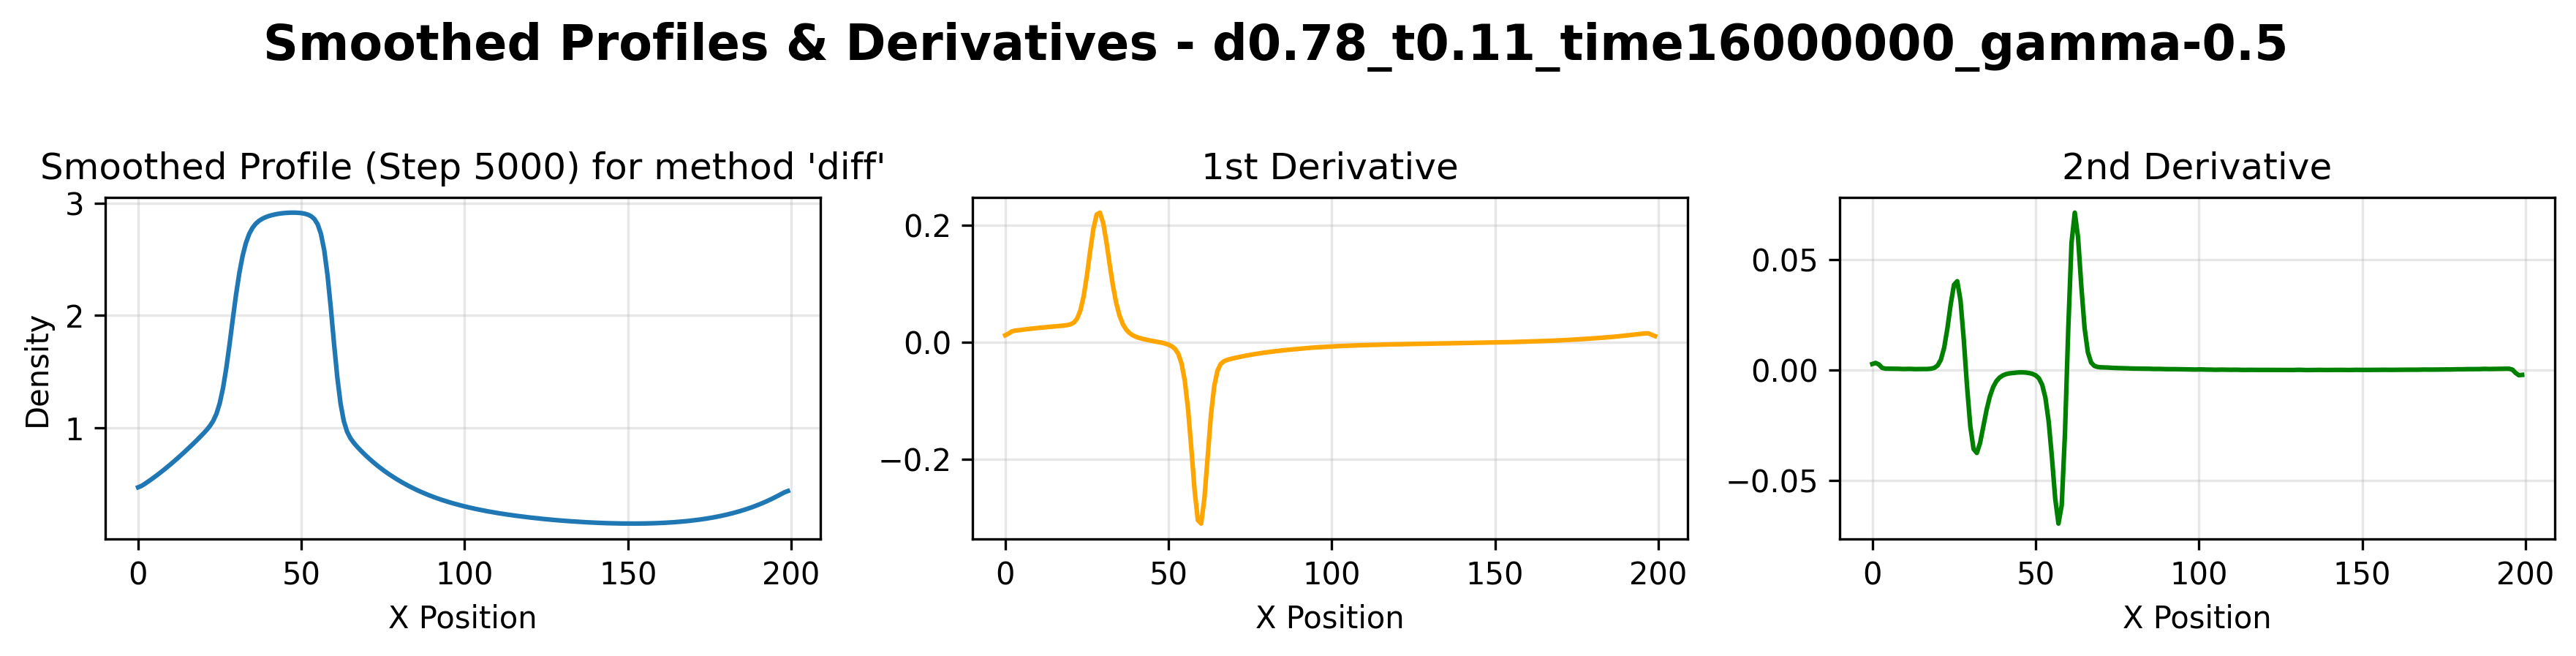 Smoothed Profiles & Derivatives - d0.78_t0.11_time16000000_gamma-0.5
Smoothed Profile (Step 5000) for method 'diff'
3
2
1
Density
0 50 100 150 200
X Position
1st Derivative
0.2
0.0
−0.2
0 50 100 150 200
X Position
2nd Derivative
0.05
0.00
−0.05
0 50 100 150 200
X Position